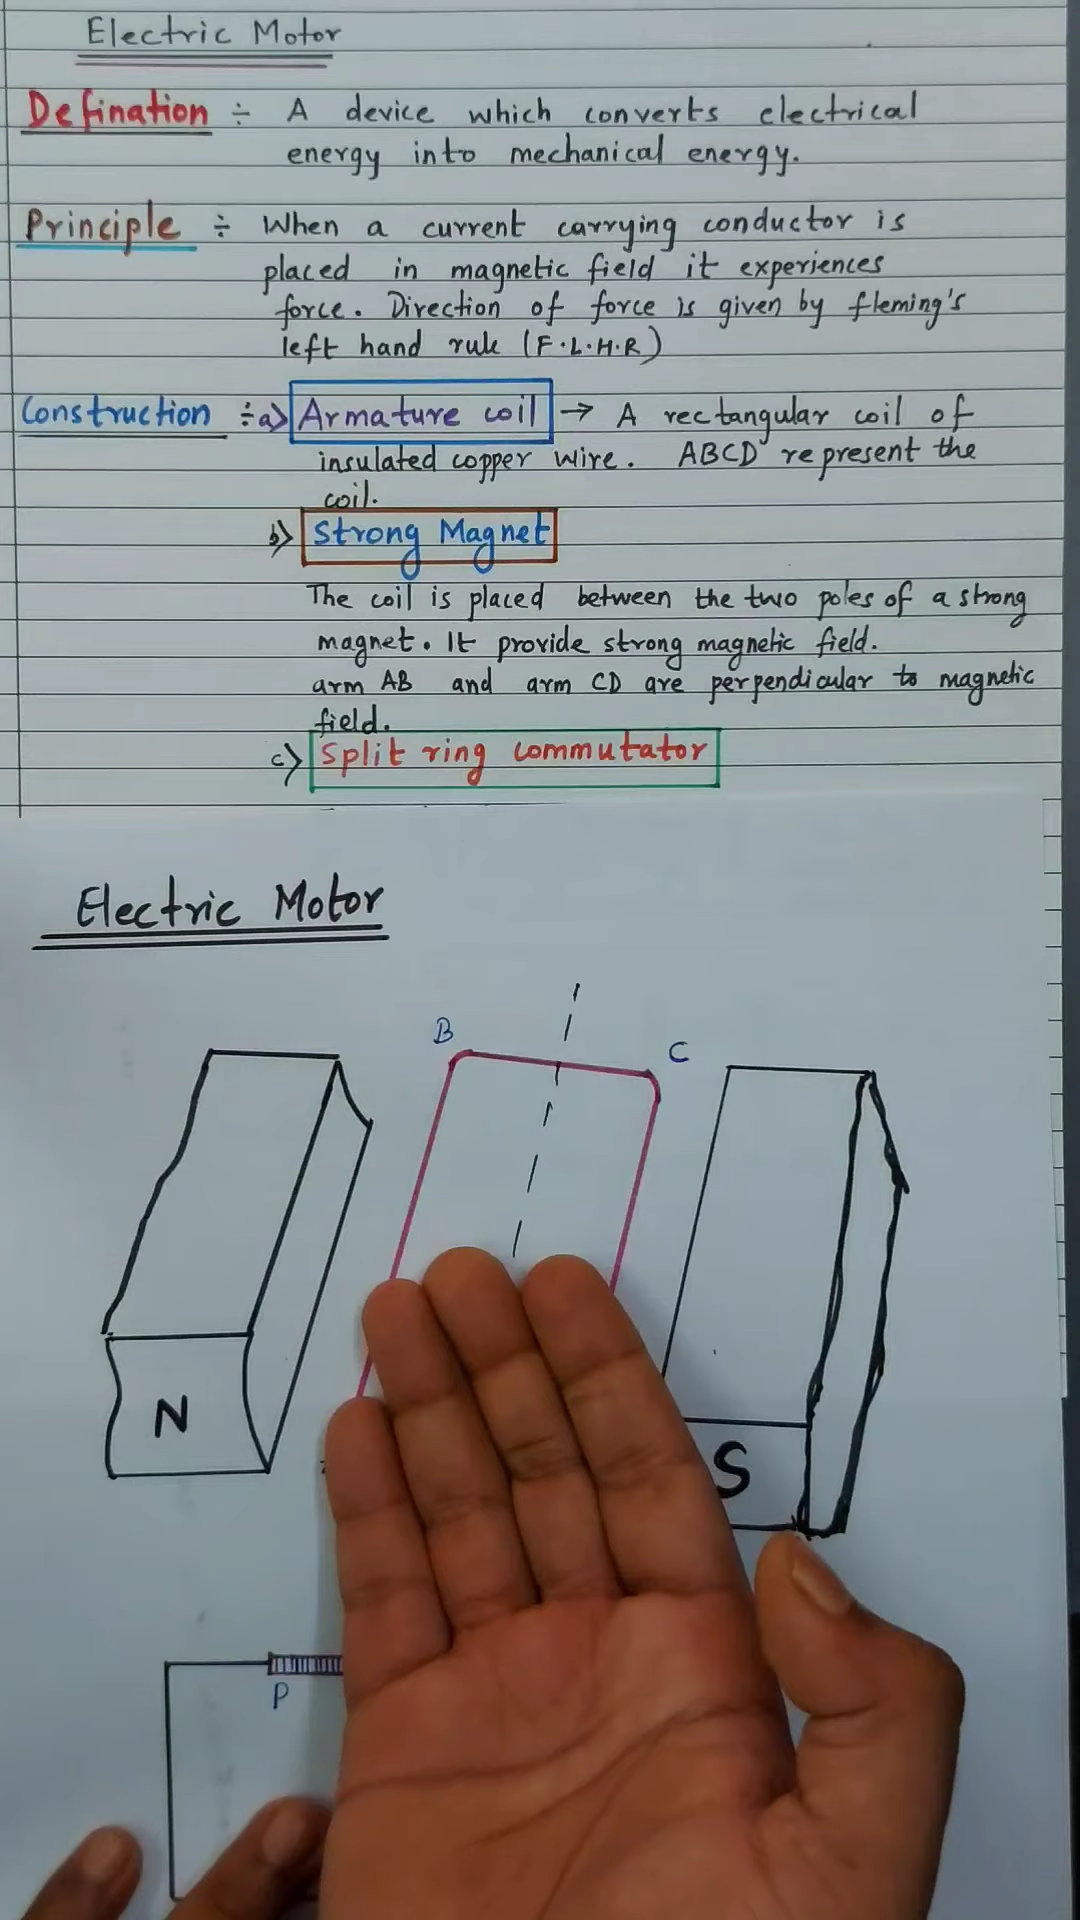 Electric Motor
Defination ÷ A device which converts electrical
energy into mechanical energy.
Principle ÷ When a current carrying conductor is
placed in magnetic field it experiences
force. Direction of force is given by fleming's
left hand rule (F.L.H.R)
Construction ÷ a) Armature coil → A rectangular coil of
insulated copper wire. ABCD represent the
coil.
b) Strong Magnet
The coil is placed between the two poles of a strong
magnet. It provide strong magnetic field.
arm AB and arm CD are perpendicular to magnetic
field.
c) Split ring commutator
Electric Motor
B
C
N
S
P